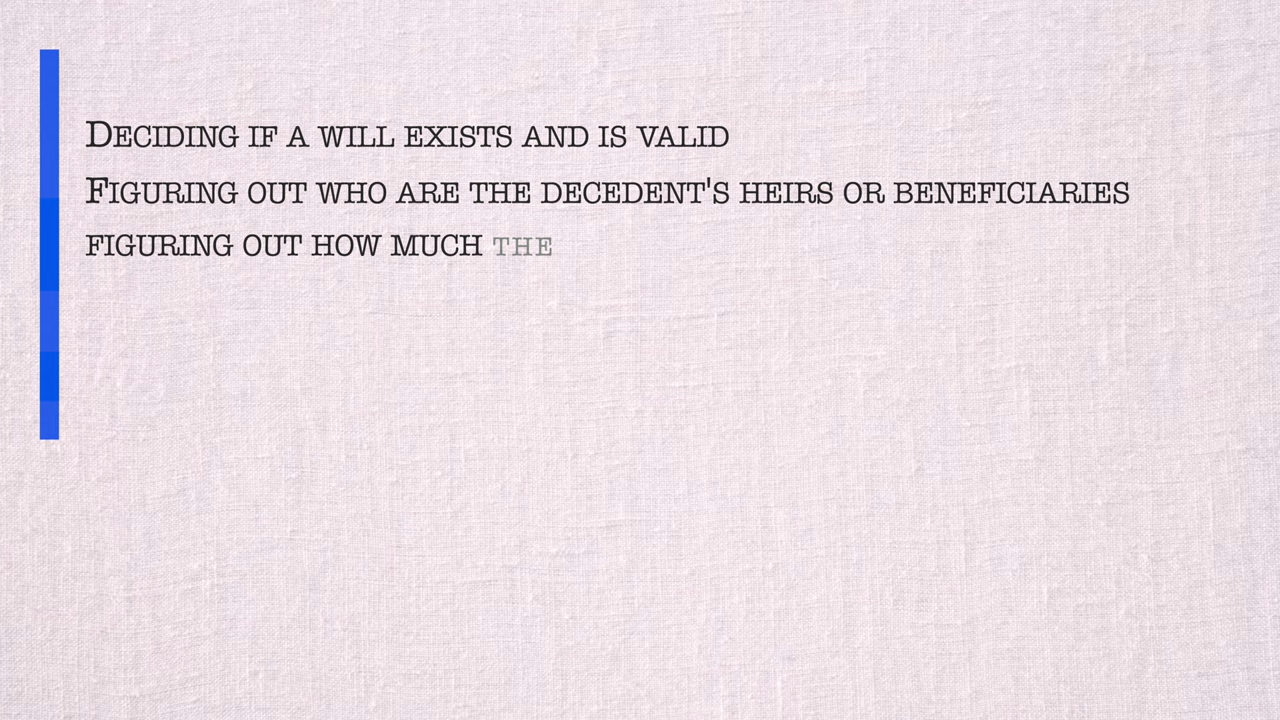 Deciding if a will exists and is valid
Figuring out who are the decedent's heirs or beneficiaries
figuring out how much the